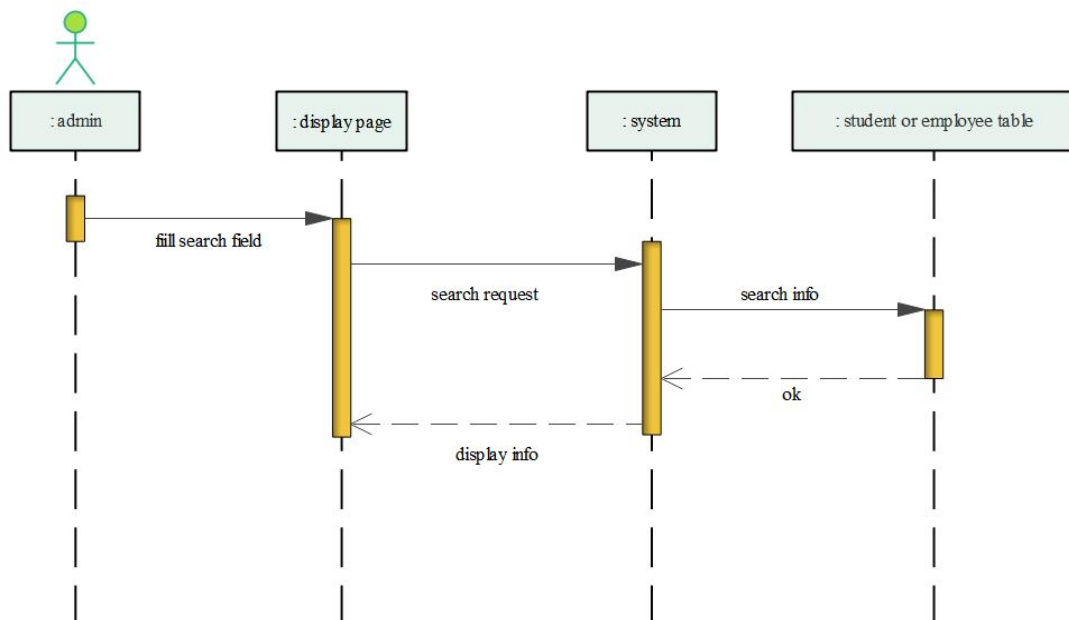 : admin
: display page
: system
: student or employee table
fiill search field
search request
search info
ok
display info